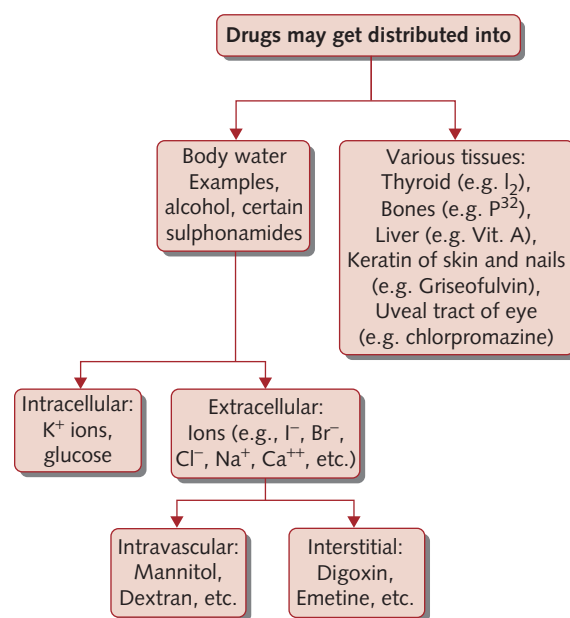 Drugs may get distributed into
Body water
Examples,
alcohol, certain
sulphonamides
Various tissues:
Thyroid (e.g. I₂),
Bones (e.g. P³²),
Liver (e.g. Vit. A),
Keratin of skin and nails
(e.g. Griseofulvin),
Uveal tract of eye
(e.g. chlorpromazine)
Intracellular:
K⁺ ions,
glucose
Extracellular:
Ions (e.g., I⁻, Br⁻,
Cl⁻, Na⁺, Ca⁺⁺, etc.)
Intravascular:
Mannitol,
Dextran, etc.
Interstitial:
Digoxin,
Emetine, etc.